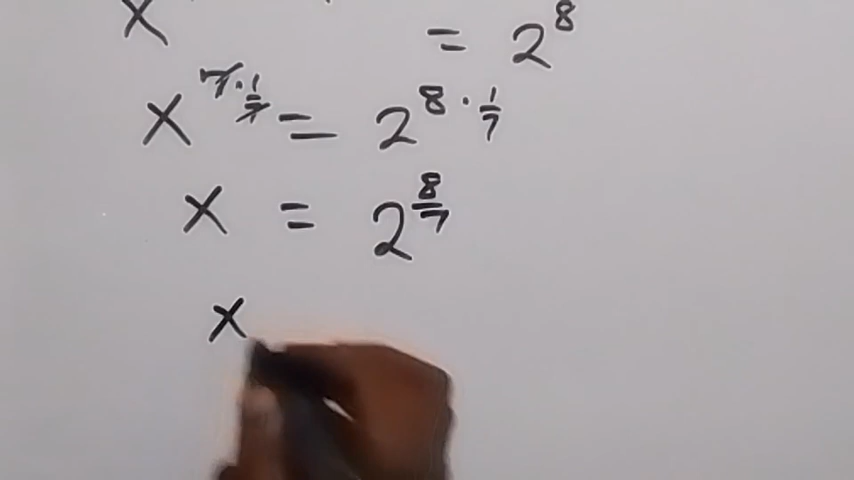 x = 2^8
x^{7·1/7} = 2^{8·1/7}
x = 2^{8/7}
x